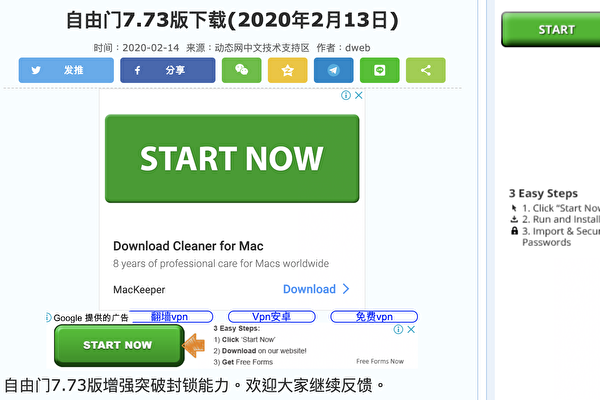 自由门7.73版下载(2020年2月13日)
时间：2020-02-14 来源：动态网中文技术支持区 作者：dweb
发推
分享
START NOW
Download Cleaner for Mac
8 years of professional care for Macs worldwide
MacKeeper
Download
Google 提供的广告
翻墙vpn
Vpn安卓
免费vpn
START NOW
3 Easy Steps:
1) Click 'Start Now'
2) Download on our website!
3) Get Free Forms
Free Forms Now
自由门7.73版增强突破封锁能力。欢迎大家继续反馈。
START
3 Easy Steps
1. Click "Start Now
2. Run and Install
3. Import & Secur
Passwords